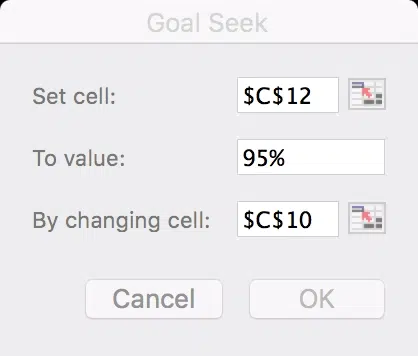 Goal Seek
Set cell: $C$12
To value: 95%
By changing cell: $C$10
Cancel OK